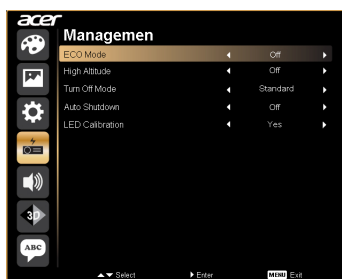 acer
Managemen
ECO Mode Off
High Altitude Off
Turn Off Mode Standard
Auto Shutdown Off
LED Calibration Yes
3D
ABC
Select Enter MENU Exit